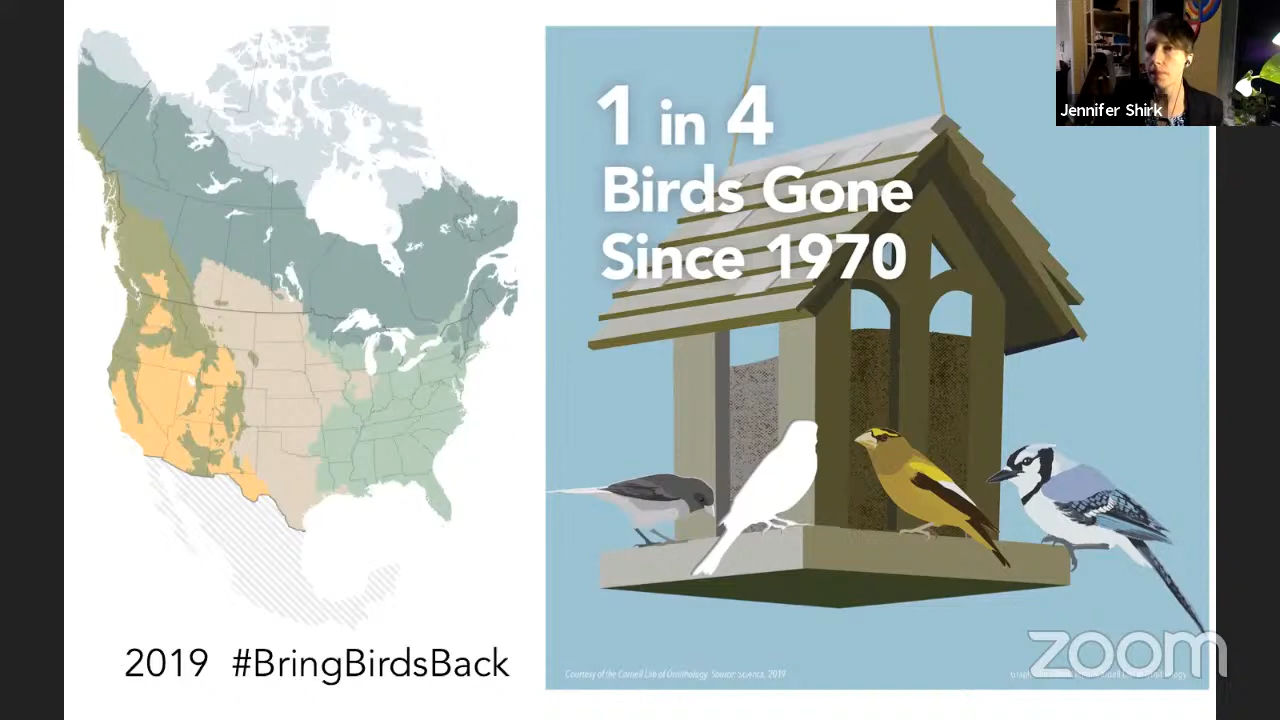 Jennifer Shirk
1 in 4
Birds Gone
Since 1970
2019 #BringBirdsBack
zoom
Courtesy of the Cornell Lab of Ornithology. Source: Science, 2019